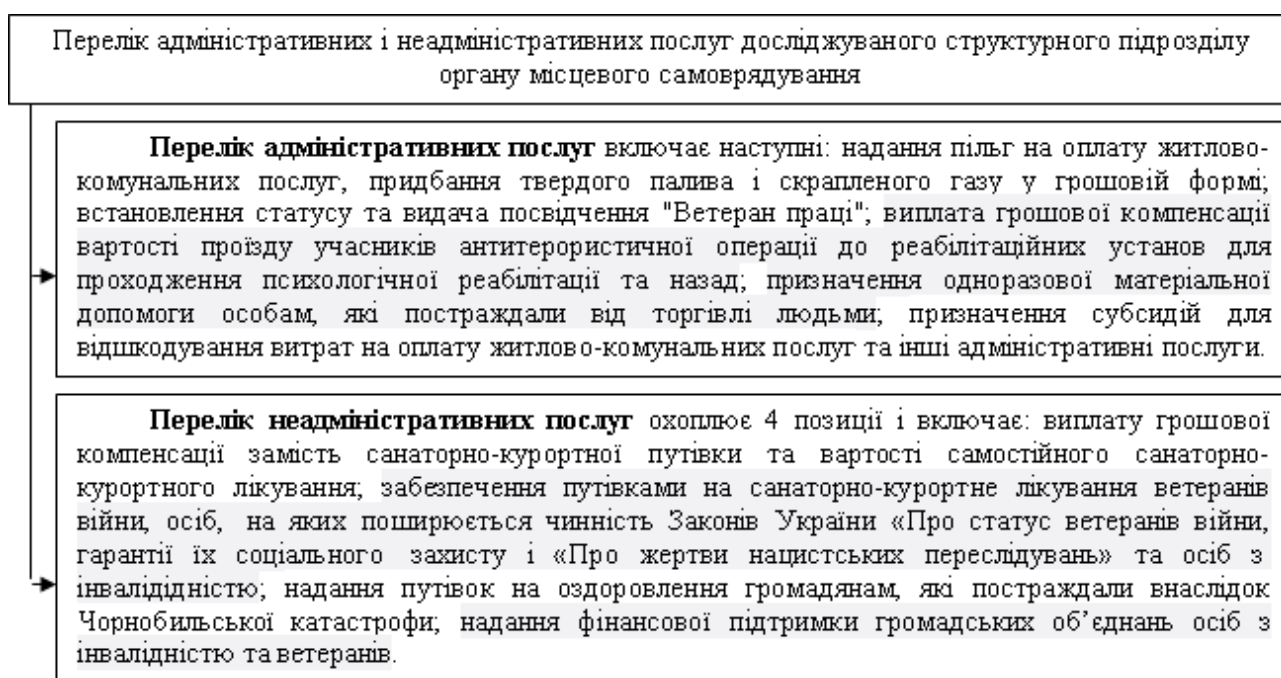 Перелік адміністративних і неадміністративних послуг досліджуваного структурного підрозділу
органу місцевого самоврядування
Перелік адміністративних послуг включає наступні: надання пільг на оплату житлово-
комунальних послуг, придбання твердого палива і скрапленого газу у грошовій формі;
встановлення статусу та видача посвідчення "Ветеран праці"; виплата грошової компенсації
вартості проїзду учасників антитерористичної операції до реабілітаційних установ для
проходження психологічної реабілітації та назад; призначення одноразової матеріальної
допомоги особам, які постраждали від торгівлі людьми; призначення субсидій для
відшкодування витрат на оплату житлово-комунальних послуг та інші адміністративні послуги.
Перелік неадміністративних послуг охоплює 4 позиції і включає: виплату грошової
компенсації замість санаторно-курортної путівки та вартості самостійного санаторно-
курортного лікування; забезпечення путівками на санаторно-курортне лікування ветеранів
війни, осіб, на яких поширюється чинність Законів України «Про статус ветеранів війни,
гарантії їх соціального захисту і «Про жертви нацистських переслідувань» та осіб з
інвалідідністю; надання путівок на оздоровлення громадянам, які постраждали внаслідок
Чорнобильської катастрофи; надання фінансової підтримки громадських об’єднань осіб з
інвалідністю та ветеранів.